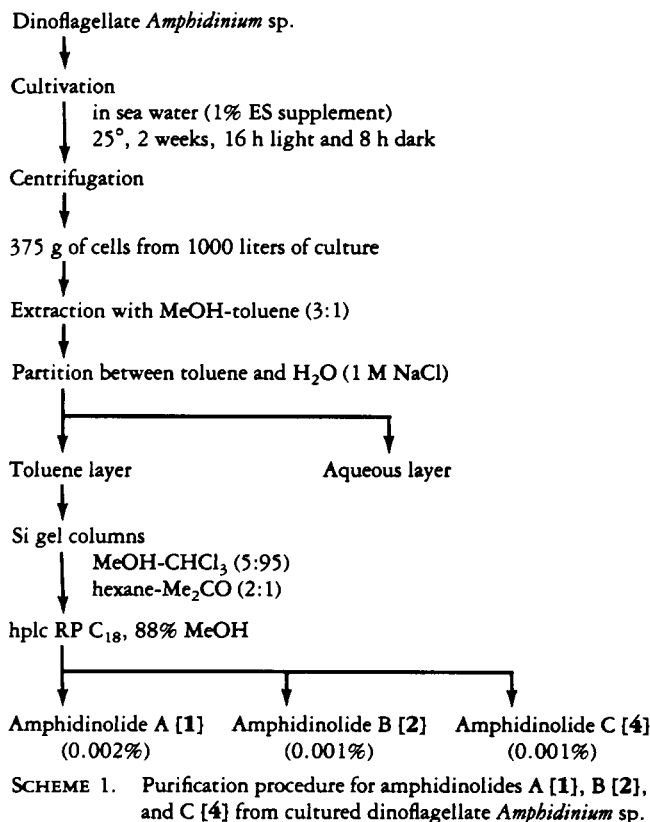 Dinoflagellate Amphidinium sp.
Cultivation
in sea water (1% ES supplement)
25°, 2 weeks, 16 h light and 8 h dark
Centrifugation
375 g of cells from 1000 liters of culture
Extraction with MeOH-toluene (3:1)
Partition between toluene and H₂O (1 M NaCl)
Toluene layer Aqueous layer
Si gel columns
MeOH-CHCl₃ (5:95)
hexane-Me₂CO (2:1)
hplc RP C₁₈, 88% MeOH
Amphidinolide A [1] Amphidinolide B [2] Amphidinolide C [4]
(0.002%) (0.001%) (0.001%)
SCHEME 1. Purification procedure for amphidinolides A [1], B [2],
and C [4] from cultured dinoflagellate Amphidinium sp.